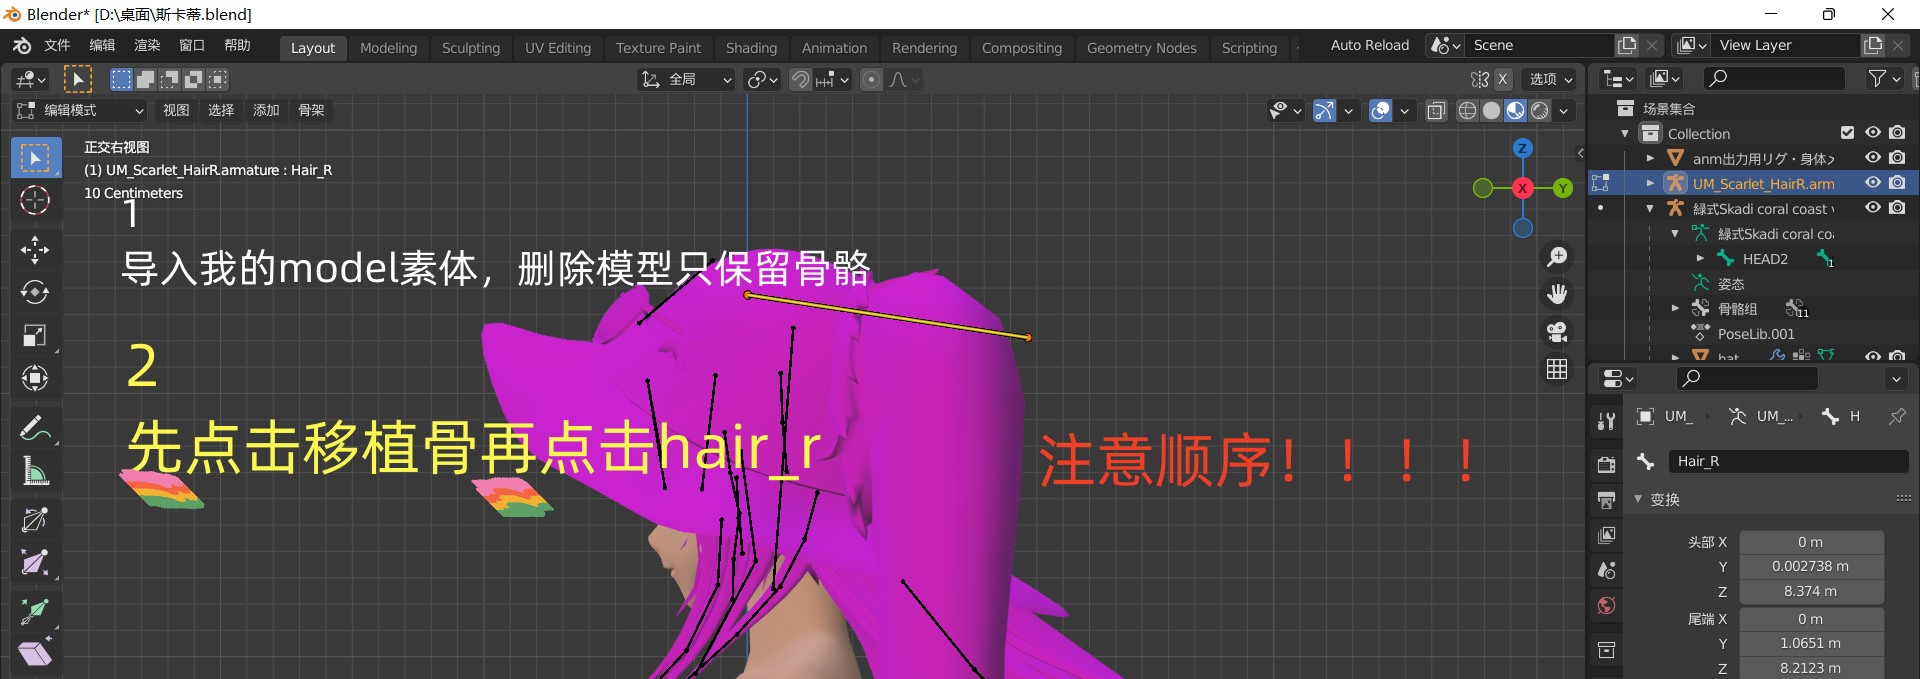 Blender* [D:\桌面\斯卡蒂.blend]
文件 编辑 渲染 窗口 帮助 Layout Modeling Sculpting UV Editing Texture Paint Shading Animation Rendering Compositing Geometry Nodes Scripting Auto Reload Scene View Layer
全局 X 选项
编辑模式 视图 选择 添加 骨架
场景集合
Collection
正交右视图
(1) UM_Scarlet_HairR.armature : Hair_R
10 Centimeters
anm出力用リグ・身体メ
UM_Scarlet_HairR.arm
緑式Skadi coral coast
緑式Skadi coral coa
HEAD2 1
姿态
骨骼组 11
PoseLib.001
hat
Z
X
Y
1
导入我的model素体，删除模型只保留骨骼
2
先点击移植骨再点击hair_r
注意顺序！！！！
UM_ UM_... H
Hair_R
变换
头部 X 0 m
Y 0.002738 m
Z 8.374 m
尾端 X 0 m
Y 1.0651 m
Z 8.2123 m